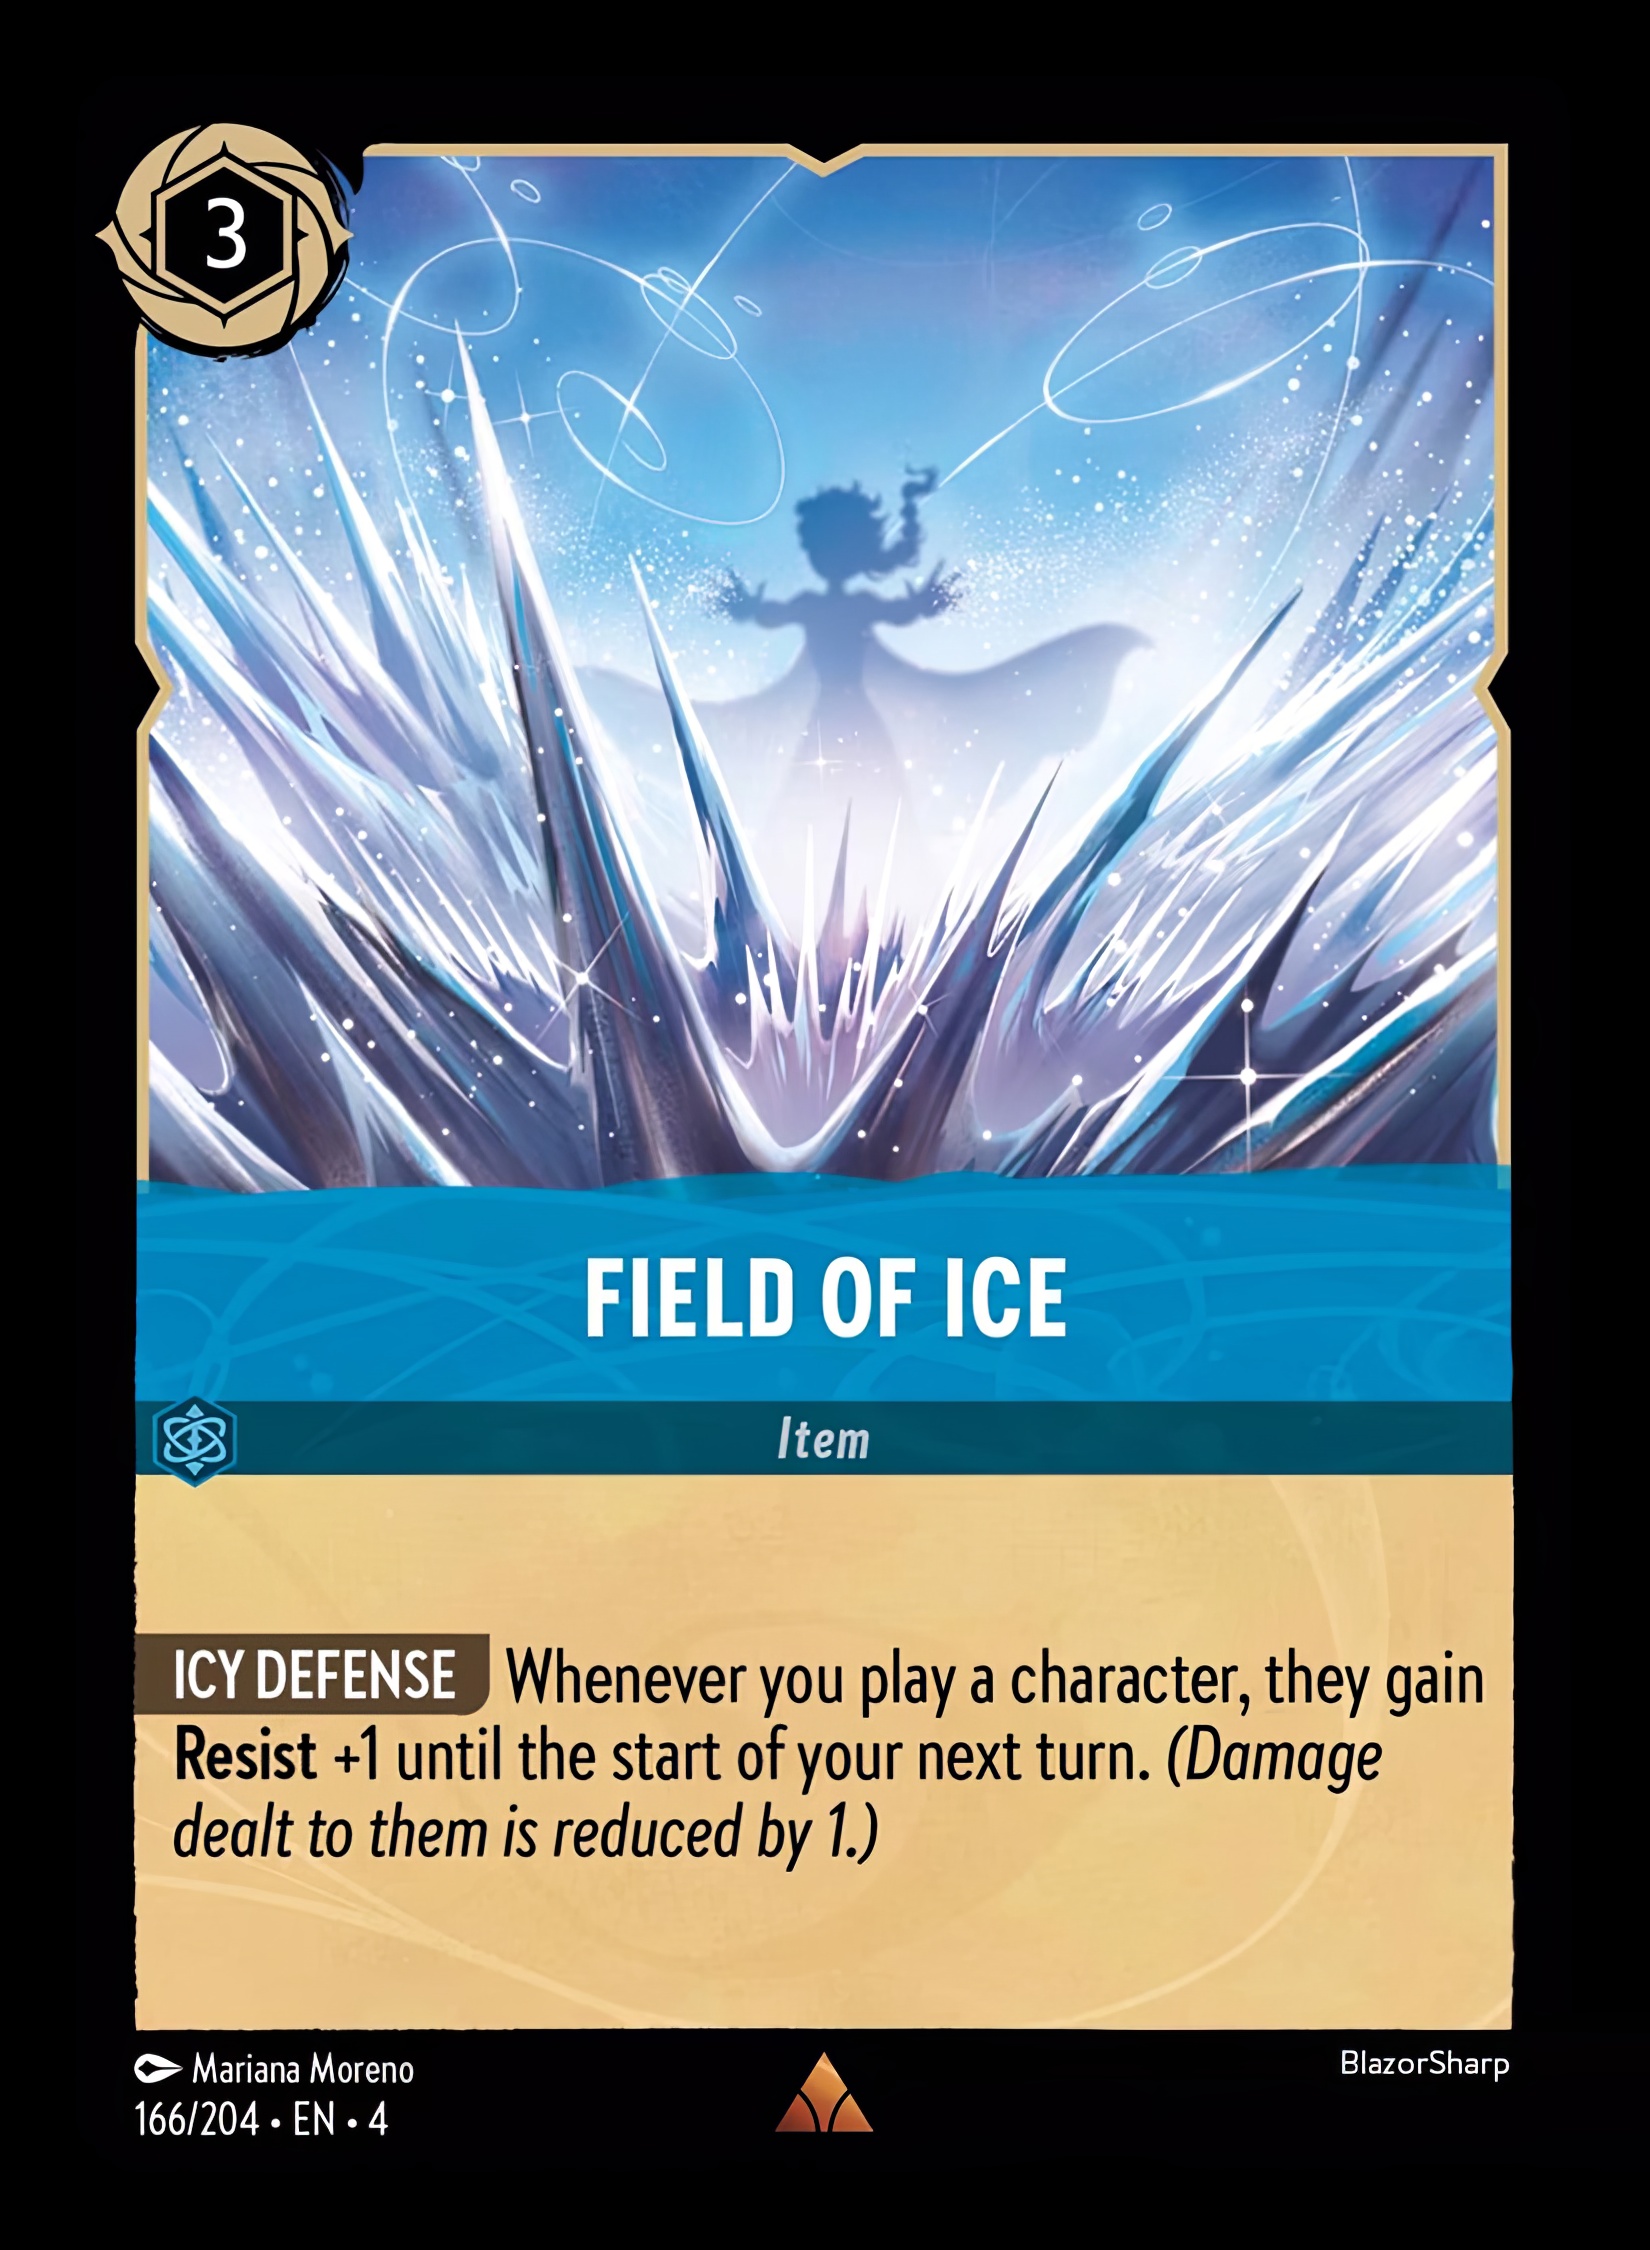 3
FIELD OF ICE
Item
ICY DEFENSE Whenever you play a character, they gain
Resist +1 until the start of your next turn. (Damage
dealt to them is reduced by 1.)
Mariana Moreno
BlazorSharp
166/204 • EN • 4